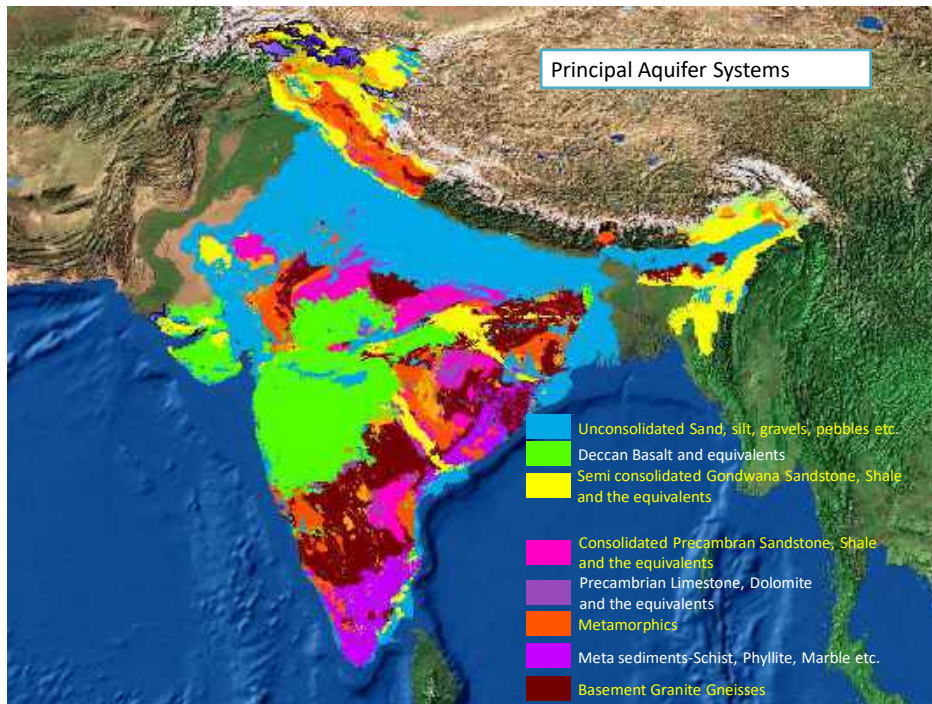 Principal Aquifer Systems
Unconsolidated Sand, silt, gravels, pebbles etc.
Deccan Basalt and equivalents
Semi consolidated Gondwana Sandstone, Shale
and the equivalents
Consolidated Precambran Sandstone, Shale
and the equivalents
Precambrian Limestone, Dolomite
and the equivalents
Metamorphics
Meta sediments-Schist, Phyllite, Marble etc.
Basement Granite Gneisses